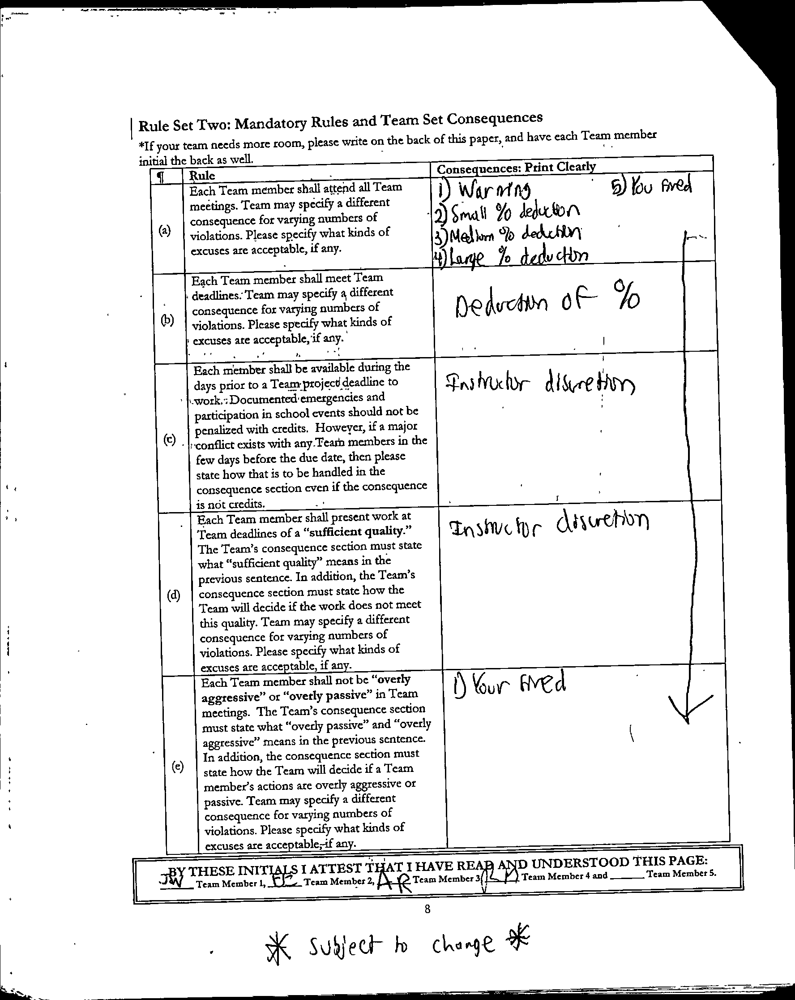 Rule Set Two: Mandatory Rules and Team Set Consequences
*If your team needs more room, please write on the back of this paper, and have each Team member
initial the back as well.
¶ Rule Consequences: Print Clearly
(a)
Each Team member shall attend all Team
meetings. Team may specify a different
consequence for varying numbers of
violations. Please specify what kinds of
excuses are acceptable, if any.
1) Warning 5) You fired
2) Small % deduction
3) Medium % deduction
4) Large % deduction
(b)
Each Team member shall meet Team
deadlines. Team may specify a different
consequence for varying numbers of
violations. Please specify what kinds of
excuses are acceptable, if any.
Deduction of %
(c)
Each member shall be available during the
days prior to a Team project deadline to
work. Documented emergencies and
participation in school events should not be
penalized with credits. However, if a major
conflict exists with any Team members in the
few days before the due date, then please
state how that is to be handled in the
consequence section even if the consequence
is not credits.
Instructor discretion
(d)
Each Team member shall present work at
Team deadlines of a “sufficient quality.”
The Team’s consequence section must state
what “sufficient quality” means in the
previous sentence. In addition, the Team’s
consequence section must state how the
Team will decide if the work does not meet
this quality. Team may specify a different
consequence for varying numbers of
violations. Please specify what kinds of
excuses are acceptable, if any.
Instructor discretion
(e)
Each Team member shall not be “overly
aggressive” or “overly passive” in Team
meetings. The Team’s consequence section
must state what “overly passive” and “overly
aggressive” means in the previous sentence.
In addition, the consequence section must
state how the Team will decide if a Team
member’s actions are overly aggressive or
passive. Team may specify a different
consequence for varying numbers of
violations. Please specify what kinds of
excuses are acceptable, if any.
1) Your fired
BY THESE INITIALS I ATTEST THAT I HAVE READ AND UNDERSTOOD THIS PAGE:
JW Team Member 1, EE Team Member 2, AR Team Member 3, Team Member 4 and ______ Team Member 5.
8
* Subject to change *